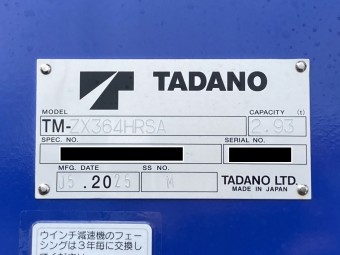 TADANO
MODEL CAPACITY (t)
TM-ZX364HRSA 2.93
SPEC. NO. SERIAL NO.
MFG. DATE SS NO.
05.2025 M
TADANO LTD.
MADE IN JAPAN
ウインチ減速機のフェー
シングは3年毎に交換し